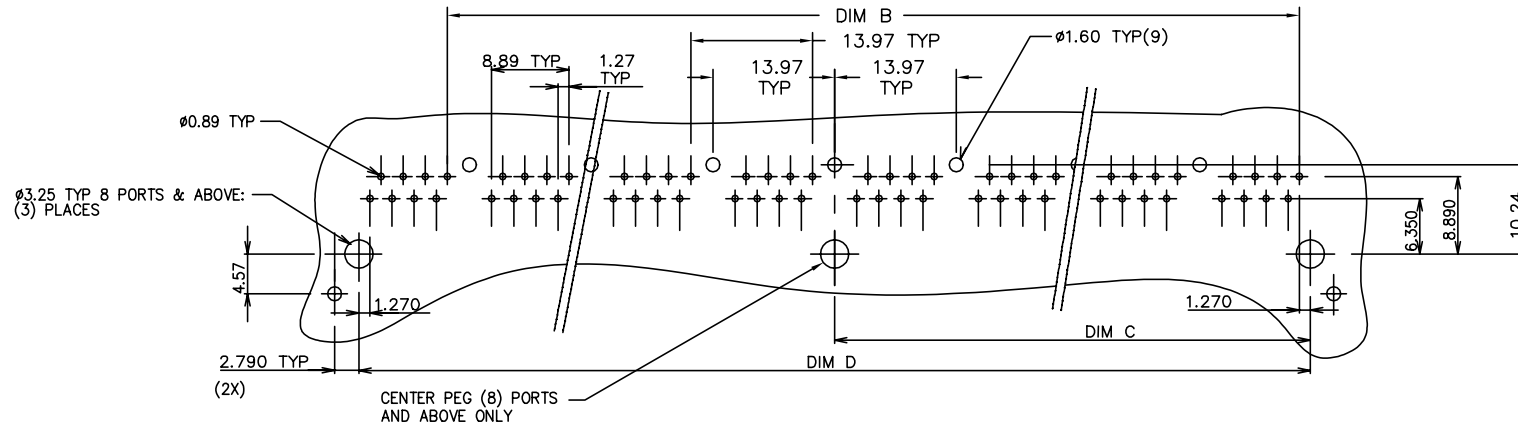 DIM B
13.97 TYP
ø1.60 TYP(9)
8.89 TYP
1.27
TYP
13.97
TYP
13.97
TYP
ø0.89 TYP
ø3.25 TYP 8 PORTS & ABOVE:
(3) PLACES
6.350
8.890
10.24
4.57
1.270
1.270
DIM C
2.790 TYP
(2X)
DIM D
CENTER PEG (8) PORTS
AND ABOVE ONLY